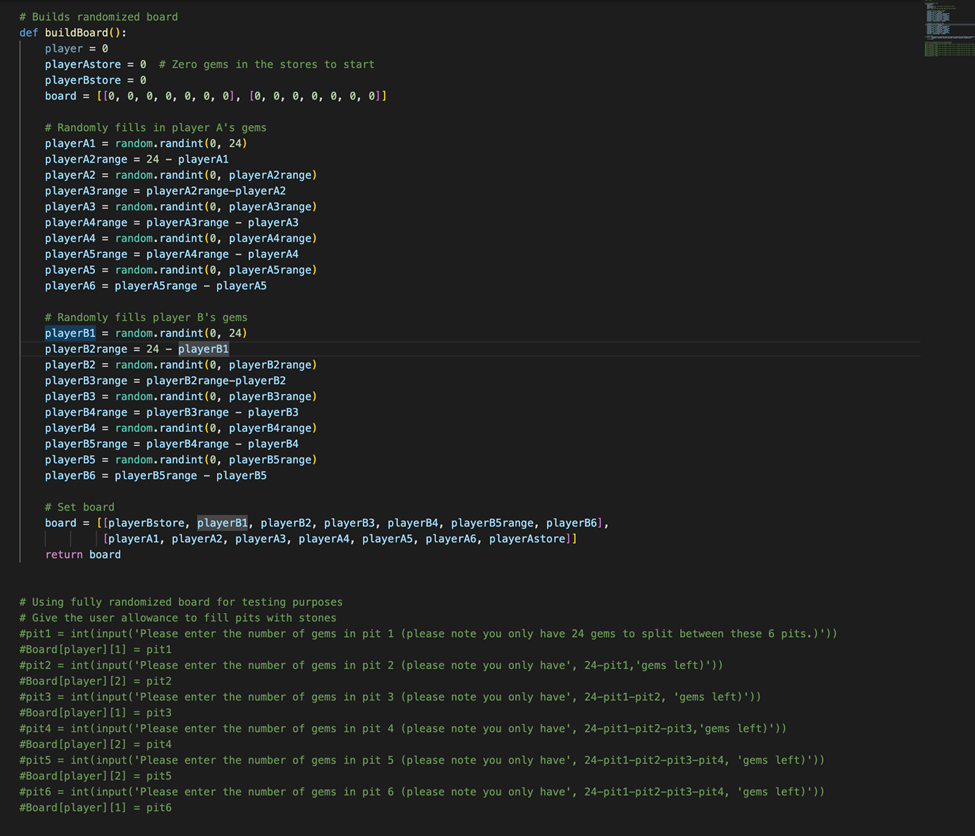 # Builds randomized board
def buildBoard():
    player = 0
    playerAstore = 0  # Zero gems in the stores to start
    playerBstore = 0
    board = [[0, 0, 0, 0, 0, 0, 0], [0, 0, 0, 0, 0, 0, 0]]

    # Randomly fills in player A's gems
    playerA1 = random.randint(0, 24)
    playerA2range = 24 - playerA1
    playerA2 = random.randint(0, playerA2range)
    playerA3range = playerA2range-playerA2
    playerA3 = random.randint(0, playerA3range)
    playerA4range = playerA3range - playerA3
    playerA4 = random.randint(0, playerA4range)
    playerA5range = playerA4range - playerA4
    playerA5 = random.randint(0, playerA5range)
    playerA6 = playerA5range - playerA5

    # Randomly fills player B's gems
    playerB1 = random.randint(0, 24)
    playerB2range = 24 - playerB1
    playerB2 = random.randint(0, playerB2range)
    playerB3range = playerB2range-playerB2
    playerB3 = random.randint(0, playerB3range)
    playerB4range = playerB3range - playerB3
    playerB4 = random.randint(0, playerB4range)
    playerB5range = playerB4range - playerB4
    playerB5 = random.randint(0, playerB5range)
    playerB6 = playerB5range - playerB5

    # Set board
    board = [[playerBstore, playerB1, playerB2, playerB3, playerB4, playerB5range, playerB6],
             [playerA1, playerA2, playerA3, playerA4, playerA5, playerA6, playerAstore]]
    return board

# Using fully randomized board for testing purposes
# Give the user allowance to fill pits with stones
#pit1 = int(input('Please enter the number of gems in pit 1 (please note you only have 24 gems to split between these 6 pits.)'))
#Board[player][1] = pit1
#pit2 = int(input('Please enter the number of gems in pit 2 (please note you only have', 24-pit1,'gems left)'))
#Board[player][2] = pit2
#pit3 = int(input('Please enter the number of gems in pit 3 (please note you only have', 24-pit1-pit2, 'gems left)'))
#Board[player][1] = pit3
#pit4 = int(input('Please enter the number of gems in pit 4 (please note you only have', 24-pit1-pit2-pit3,'gems left)'))
#Board[player][2] = pit4
#pit5 = int(input('Please enter the number of gems in pit 5 (please note you only have', 24-pit1-pit2-pit3-pit4, 'gems left)'))
#Board[player][2] = pit5
#pit6 = int(input('Please enter the number of gems in pit 6 (please note you only have', 24-pit1-pit2-pit3-pit4, 'gems left)'))
#Board[player][1] = pit6